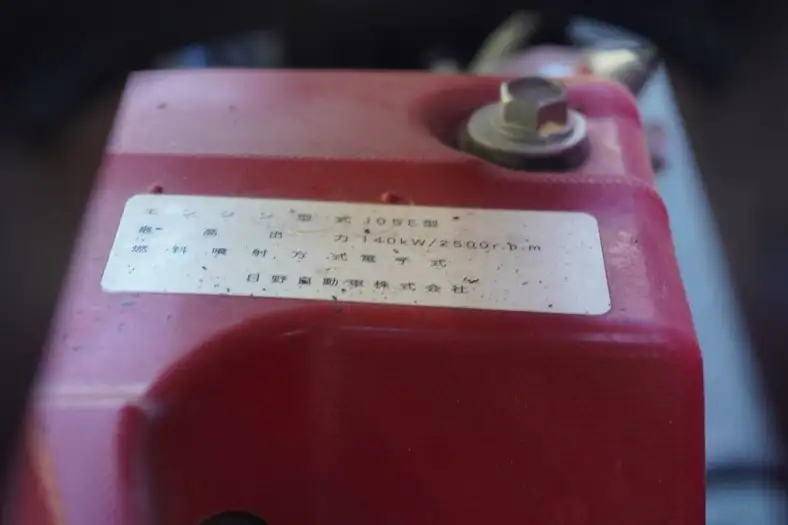 エンジン型式 J05E型
最高出力 140kW/2500r.p.m
燃料噴射方式電子式
日野自動車株式会社